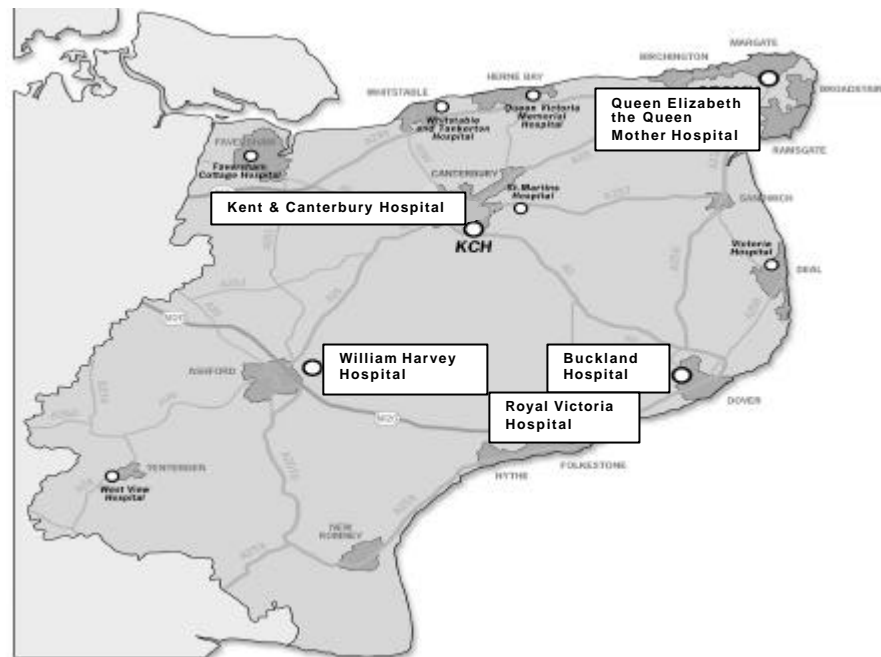 MARGATE
BIRCHINGTON
HERNE BAY
WHITSTABLE
BROADSTAIRS
Queen Elizabeth
the Queen
Mother Hospital
Whitstable
and Tankerton
Hospital
Queen Victoria
Memorial
Hospital
RAMSGATE
FAVERSHAM
Faversham
Cottage Hospital
CANTERBURY
St. Martins
Hospital
SANDWICH
Kent & Canterbury Hospital
KCH
Victoria
Hospital
DEAL
William Harvey
Hospital
Buckland
Hospital
ASHFORD
DOVER
Royal Victoria
Hospital
M20
FOLKESTONE
HYTHE
TENTERDEN
West View
Hospital
NEW
ROMNEY